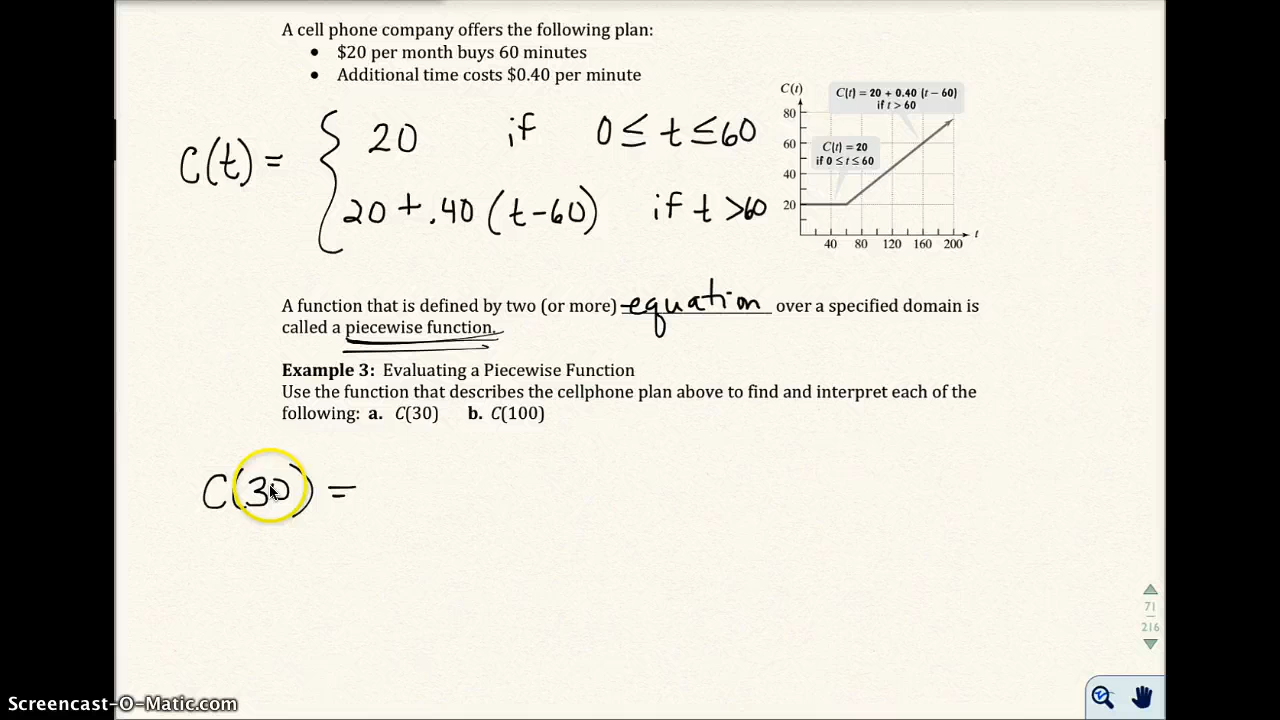 A cell phone company offers the following plan:
• $20 per month buys 60 minutes
• Additional time costs $0.40 per minute
C(t) = { 20 if 0 ≤ t ≤ 60
20 + .40 (t - 60) if t > 60
C(t)
C(t) = 20 + 0.40 (t – 60)
if t > 60
80
C(t) = 20
if 0 ≤ t ≤ 60
60
40
20
40 80 120 160 200 t
A function that is defined by two (or more) equation over a specified domain is
called a piecewise function.
Example 3: Evaluating a Piecewise Function
Use the function that describes the cellphone plan above to find and interpret each of the
following: a. C(30) b. C(100)
C(30) =
71
216
Screencast-O-Matic.com